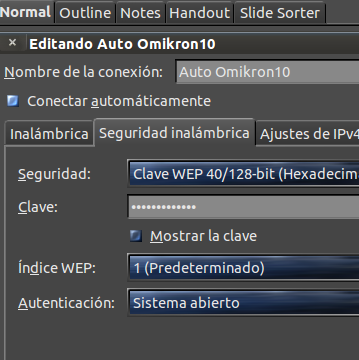 Normal Outline Notes Handout Slide Sorter
× Editando Auto Omikron10
Nombre de la conexión: Auto Omikron10
Conectar automáticamente
Inalámbrica Seguridad inalámbrica Ajustes de IPv4
Seguridad: Clave WEP 40/128-bit (Hexadecima
Clave: •••••••••••••
Mostrar la clave
Índice WEP: 1 (Predeterminado)
Autenticación: Sistema abierto